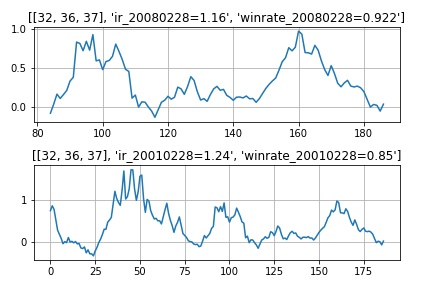 [[32, 36, 37], 'ir_20080228=1.16', 'winrate_20080228=0.922']
1.0
0.5
0.0
80 100 120 140 160 180
[[32, 36, 37], 'ir_20010228=1.24', 'winrate_20010228=0.85']
1
0
0 25 50 75 100 125 150 175